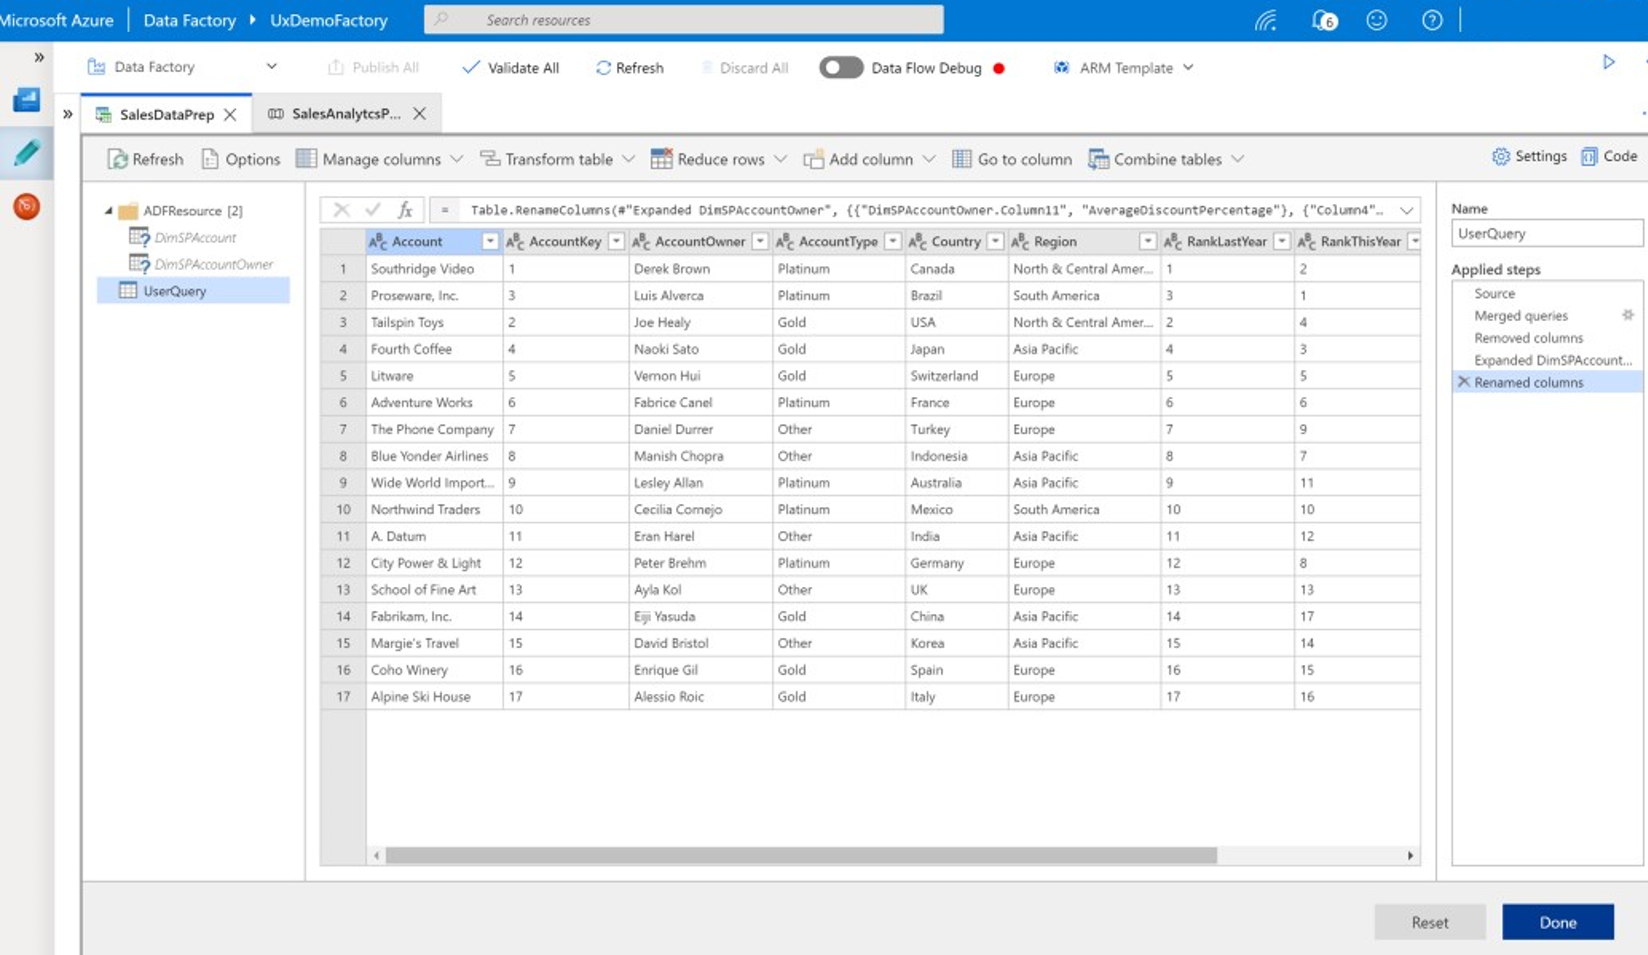 Microsoft Azure Data Factory UxDemoFactory Search resources 6
Data Factory Publish All Validate All Refresh Discard All Data Flow Debug ARM Template
SalesDataPrep SalesAnalytcsP...
Refresh Options Manage columns Transform table Reduce rows Add column Go to column Combine tables Settings Code
ADFResource [2]
DimSPAccount
DimSPAccountOwner
UserQuery
fx = Table.RenameColumns(#"Expanded DimSPAccountOwner", {{"DimSPAccountOwner.Column11", "AverageDiscountPercentage"}, {"Column4"..
Account AccountKey AccountOwner AccountType Country Region RankLastYear RankThisYear
1 Southridge Video 1 Derek Brown Platinum Canada North & Central Amer... 1 2
2 Proseware, Inc. 3 Luis Alverca Platinum Brazil South America 3 1
3 Tailspin Toys 2 Joe Healy Gold USA North & Central Amer... 2 4
4 Fourth Coffee 4 Naoki Sato Gold Japan Asia Pacific 4 3
5 Litware 5 Vernon Hui Gold Switzerland Europe 5 5
6 Adventure Works 6 Fabrice Canel Platinum France Europe 6 6
7 The Phone Company 7 Daniel Durrer Other Turkey Europe 7 9
8 Blue Yonder Airlines 8 Manish Chopra Other Indonesia Asia Pacific 8 7
9 Wide World Import... 9 Lesley Allan Platinum Australia Asia Pacific 9 11
10 Northwind Traders 10 Cecilia Cornejo Platinum Mexico South America 10 10
11 A. Datum 11 Eran Harel Other India Asia Pacific 11 12
12 City Power & Light 12 Peter Brehm Platinum Germany Europe 12 8
13 School of Fine Art 13 Ayla Kol Other UK Europe 13 13
14 Fabrikam, Inc. 14 Eiji Yasuda Gold China Asia Pacific 14 17
15 Margie's Travel 15 David Bristol Other Korea Asia Pacific 15 14
16 Coho Winery 16 Enrique Gil Gold Spain Europe 16 15
17 Alpine Ski House 17 Alessio Roic Gold Italy Europe 17 16
Name
UserQuery
Applied steps
Source
Merged queries
Removed columns
Expanded DimSPAccount...
Renamed columns
Reset Done